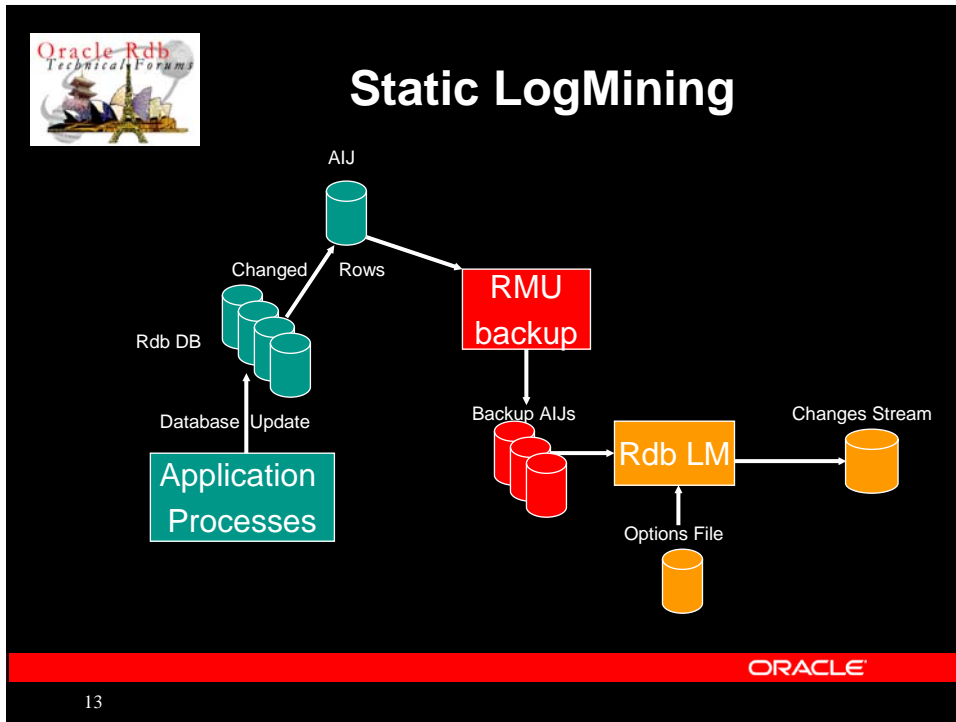 Oracle Rdb
Technical Forums
Static LogMining
AIJ
Changed Rows
RMU
backup
Rdb DB
Database Update
Backup AIJs
Changes Stream
Application
Processes
Rdb LM
Options File
ORACLE
13